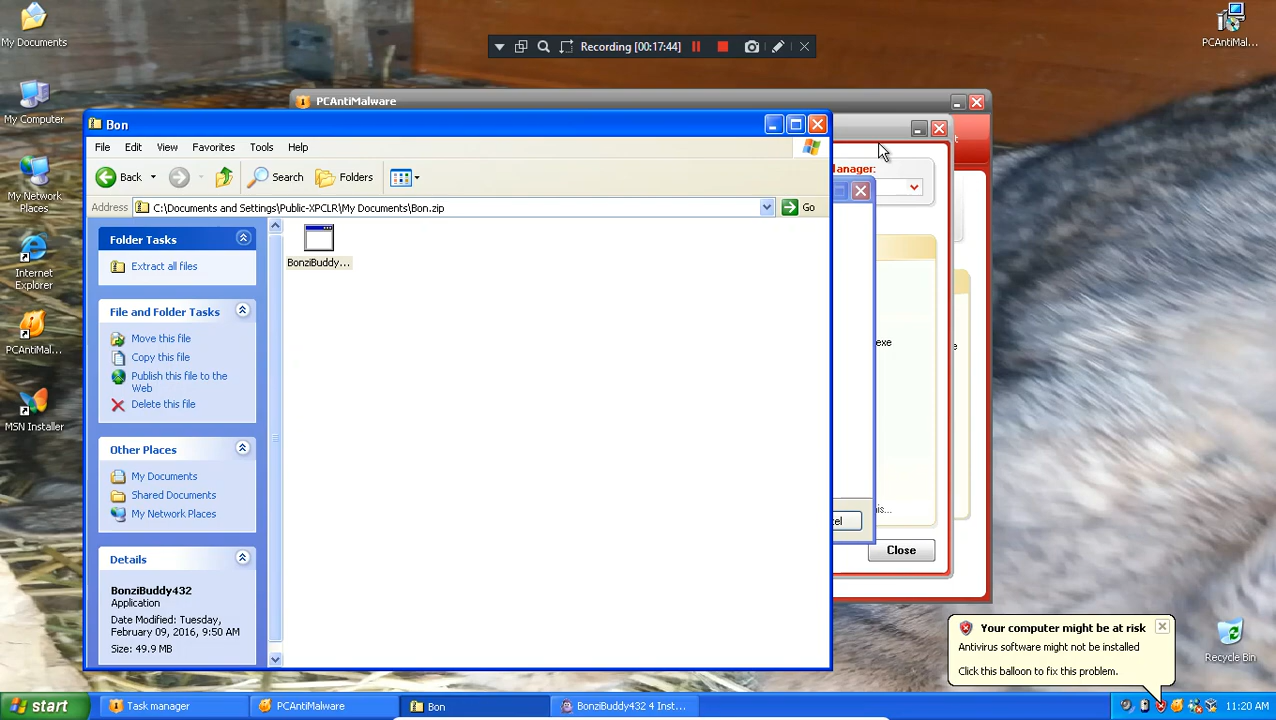 My Documents
My Computer
My Network
Places
Internet
Explorer
PCAntiMal...
MSN Installer
PCAntiMal...
Recycle Bin
Recording [00:17:44]
PCAntiMalware
anager:
exe
e
his...
Close
Bon
File Edit View Favorites Tools Help
Back Search Folders
Address C:\Documents and Settings\Public-XPCLR\My Documents\Bon.zip Go
Folder Tasks
Extract all files
File and Folder Tasks
Move this file
Copy this file
Publish this file to the
Web
Delete this file
Other Places
My Documents
Shared Documents
My Network Places
Details
BonziBuddy432
Application
Date Modified: Tuesday,
February 09, 2016, 9:50 AM
Size: 49.9 MB
BonziBuddy...
Your computer might be at risk
Antivirus software might not be installed
Click this balloon to fix this problem.
start Task manager PCAntiMalware Bon BonziBuddy432 4 Inst... 11:20 AM